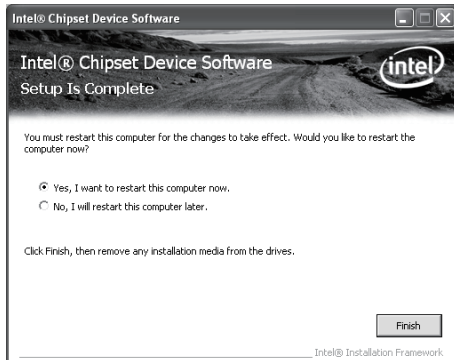 Intel® Chipset Device Software
Intel® Chipset Device Software
Setup Is Complete
intel
You must restart this computer for the changes to take effect. Would you like to restart the
computer now?
Yes, I want to restart this computer now.
No, I will restart this computer later.
Click Finish, then remove any installation media from the drives.
Finish
Intel® Installation Framework